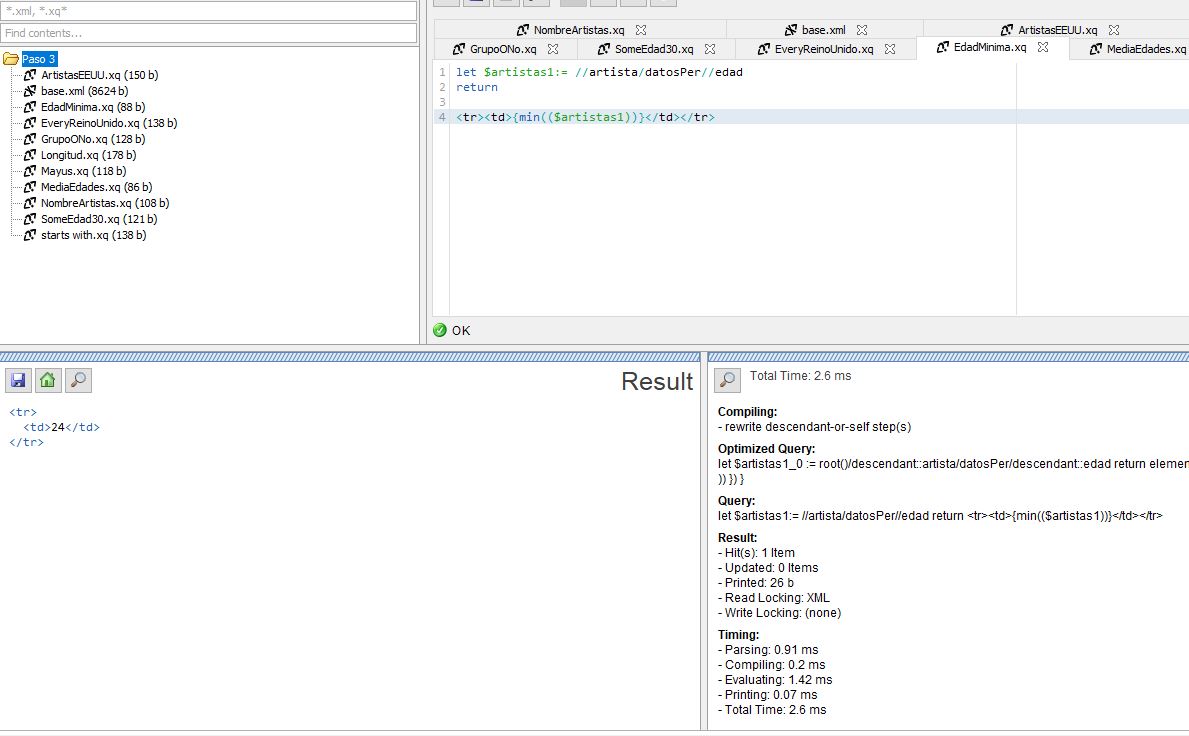 *.xml, *.xq*
Find contents...
Paso 3
ArtistasEEUU.xq (150 b)
base.xml (8624 b)
EdadMinima.xq (88 b)
EveryReinoUnido.xq (138 b)
GrupoONo.xq (128 b)
Longitud.xq (178 b)
Mayus.xq (118 b)
MediaEdades.xq (86 b)
NombreArtistas.xq (108 b)
SomeEdad30.xq (121 b)
starts with.xq (138 b)
NombreArtistas.xq
base.xml
ArtistasEEUU.xq
GrupoONo.xq
SomeEdad30.xq
EveryReinoUnido.xq
EdadMinima.xq
MediaEdades.xq
1 let $artistas1:= //artista/datosPer//edad
2 return
3
4 <tr><td>{min(($artistas1))}</td></tr>
OK
Result
<tr>
<td>24</td>
</tr>
Total Time: 2.6 ms
Compiling:
- rewrite descendant-or-self step(s)
Optimized Query:
let $artistas1_0 := root()/descendant::artista/datosPer/descendant::edad return elemen
)) }) }
Query:
let $artistas1:= //artista/datosPer//edad return <tr><td>{min(($artistas1))}</td></tr>
Result:
- Hit(s): 1 Item
- Updated: 0 Items
- Printed: 26 b
- Read Locking: XML
- Write Locking: (none)
Timing:
- Parsing: 0.91 ms
- Compiling: 0.2 ms
- Evaluating: 1.42 ms
- Printing: 0.07 ms
- Total Time: 2.6 ms